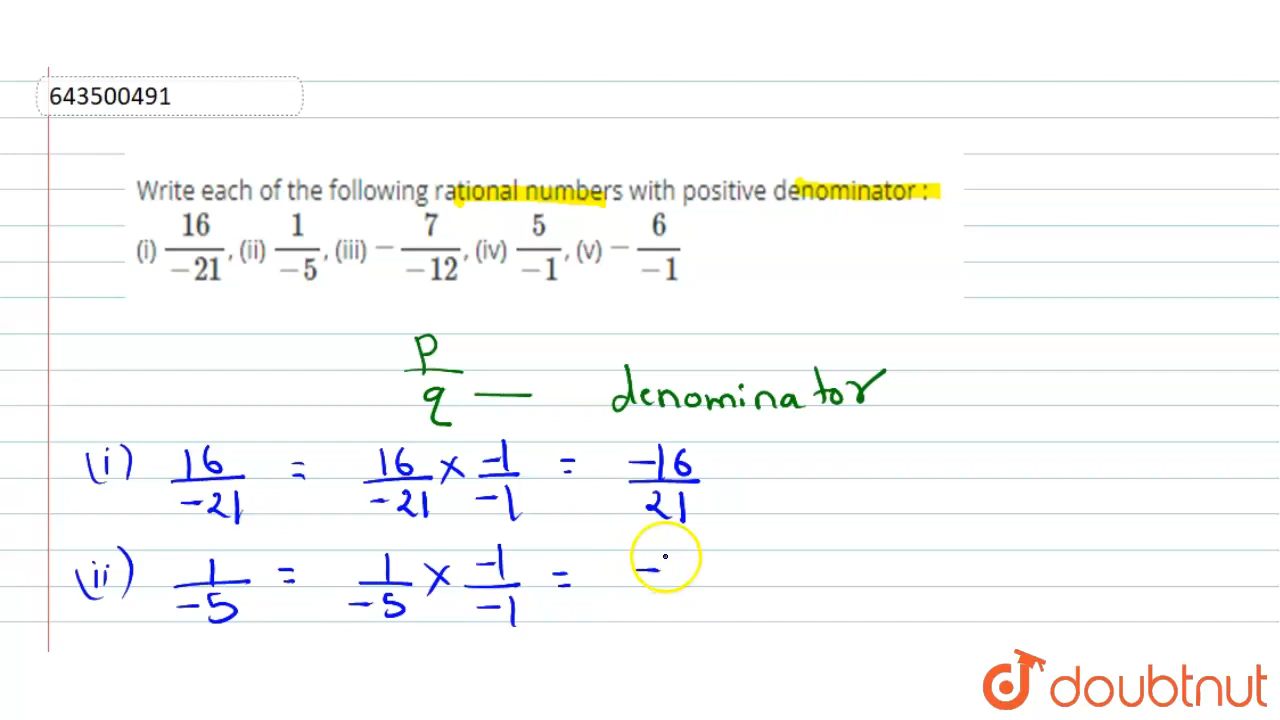 643500491
Write each of the following rational numbers with positive denominator :
(i) 16/−21, (ii) 1/−5, (iii) − 7/−12, (iv) 5/−1, (v) − 6/−1
P/q — denominator
(i) 16/−21 = 16/−21 × −1/−1 = −16/21
(ii) 1/−5 = 1/−5 × −1/−1 = −
doubtnut